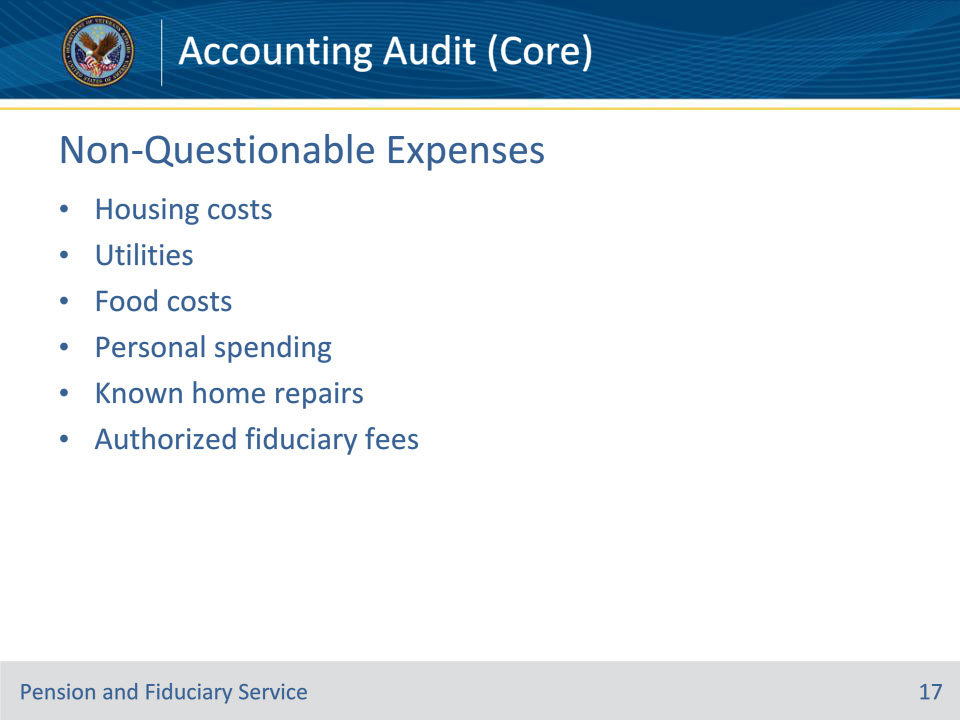 Accounting Audit (Core)
Non-Questionable Expenses
• Housing costs
• Utilities
• Food costs
• Personal spending
• Known home repairs
• Authorized fiduciary fees
Pension and Fiduciary Service
17